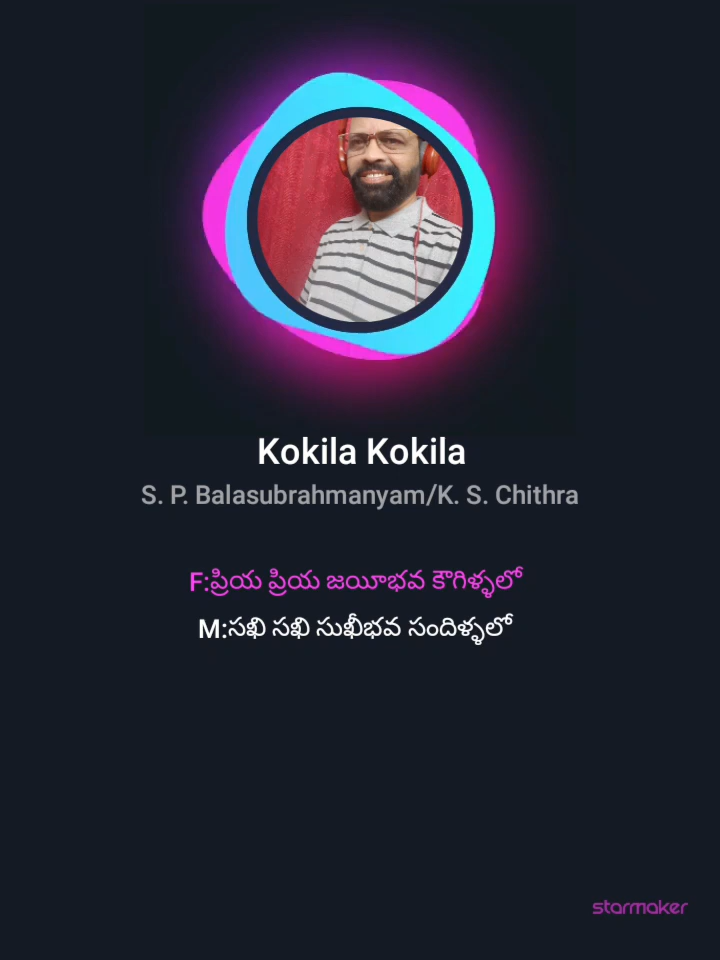 Kokila Kokila
S. P. Balasubrahmanyam/K. S. Chithra
F:ప్రియ ప్రియ జయీభవ కౌగిళ్ళలో
M:సఖి సఖి సుఖీభవ సందిళ్ళలో
starmaker